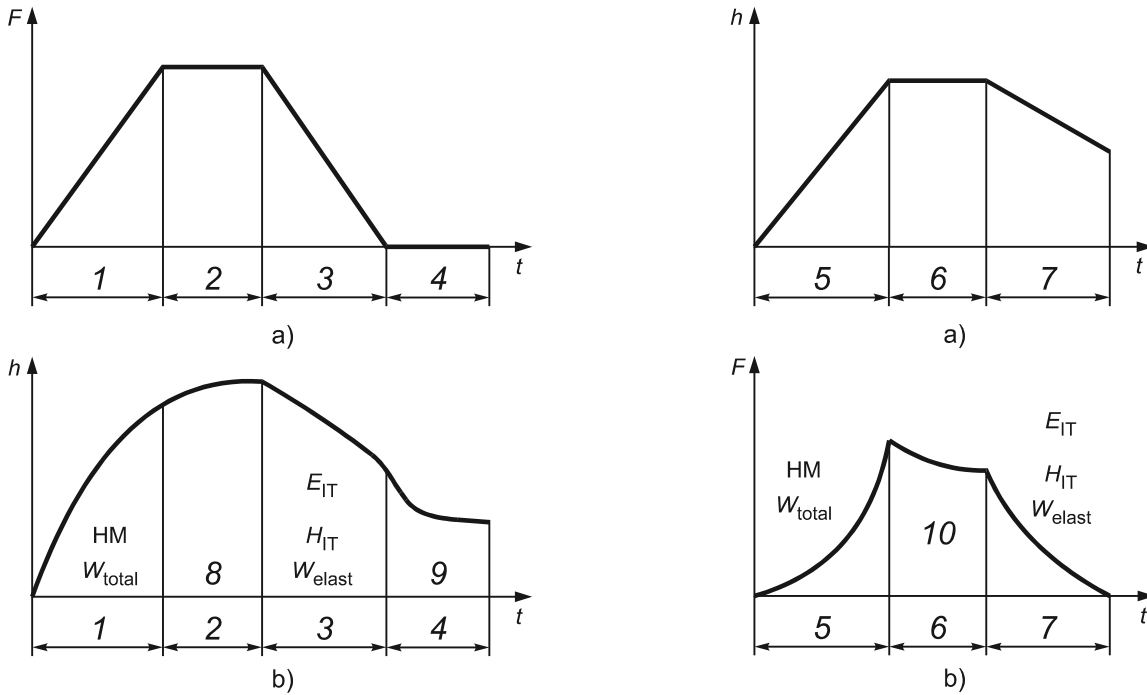 F
t
1 2 3 4
a)
h
t
HM
W_total
8
E_IT
H_IT
W_elast
9
1 2 3 4
b)
h
t
5 6 7
a)
F
t
HM
W_total
10
E_IT
H_IT
W_elast
5 6 7
b)